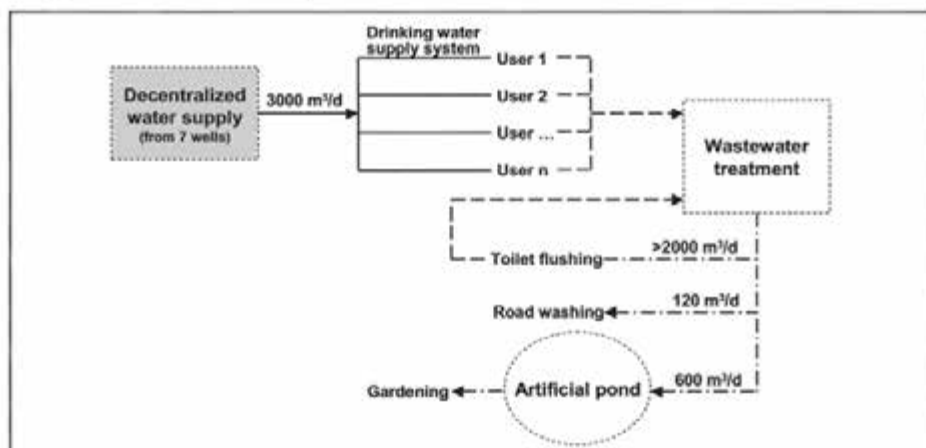 Drinking water
supply system
Decentralized
water supply
(from 7 wells)
3000 m³/d
User 1
User 2
User ...
User n
Wastewater
treatment
Toilet flushing
>2000 m³/d
Road washing
120 m³/d
Gardening
Artificial pond
600 m³/d